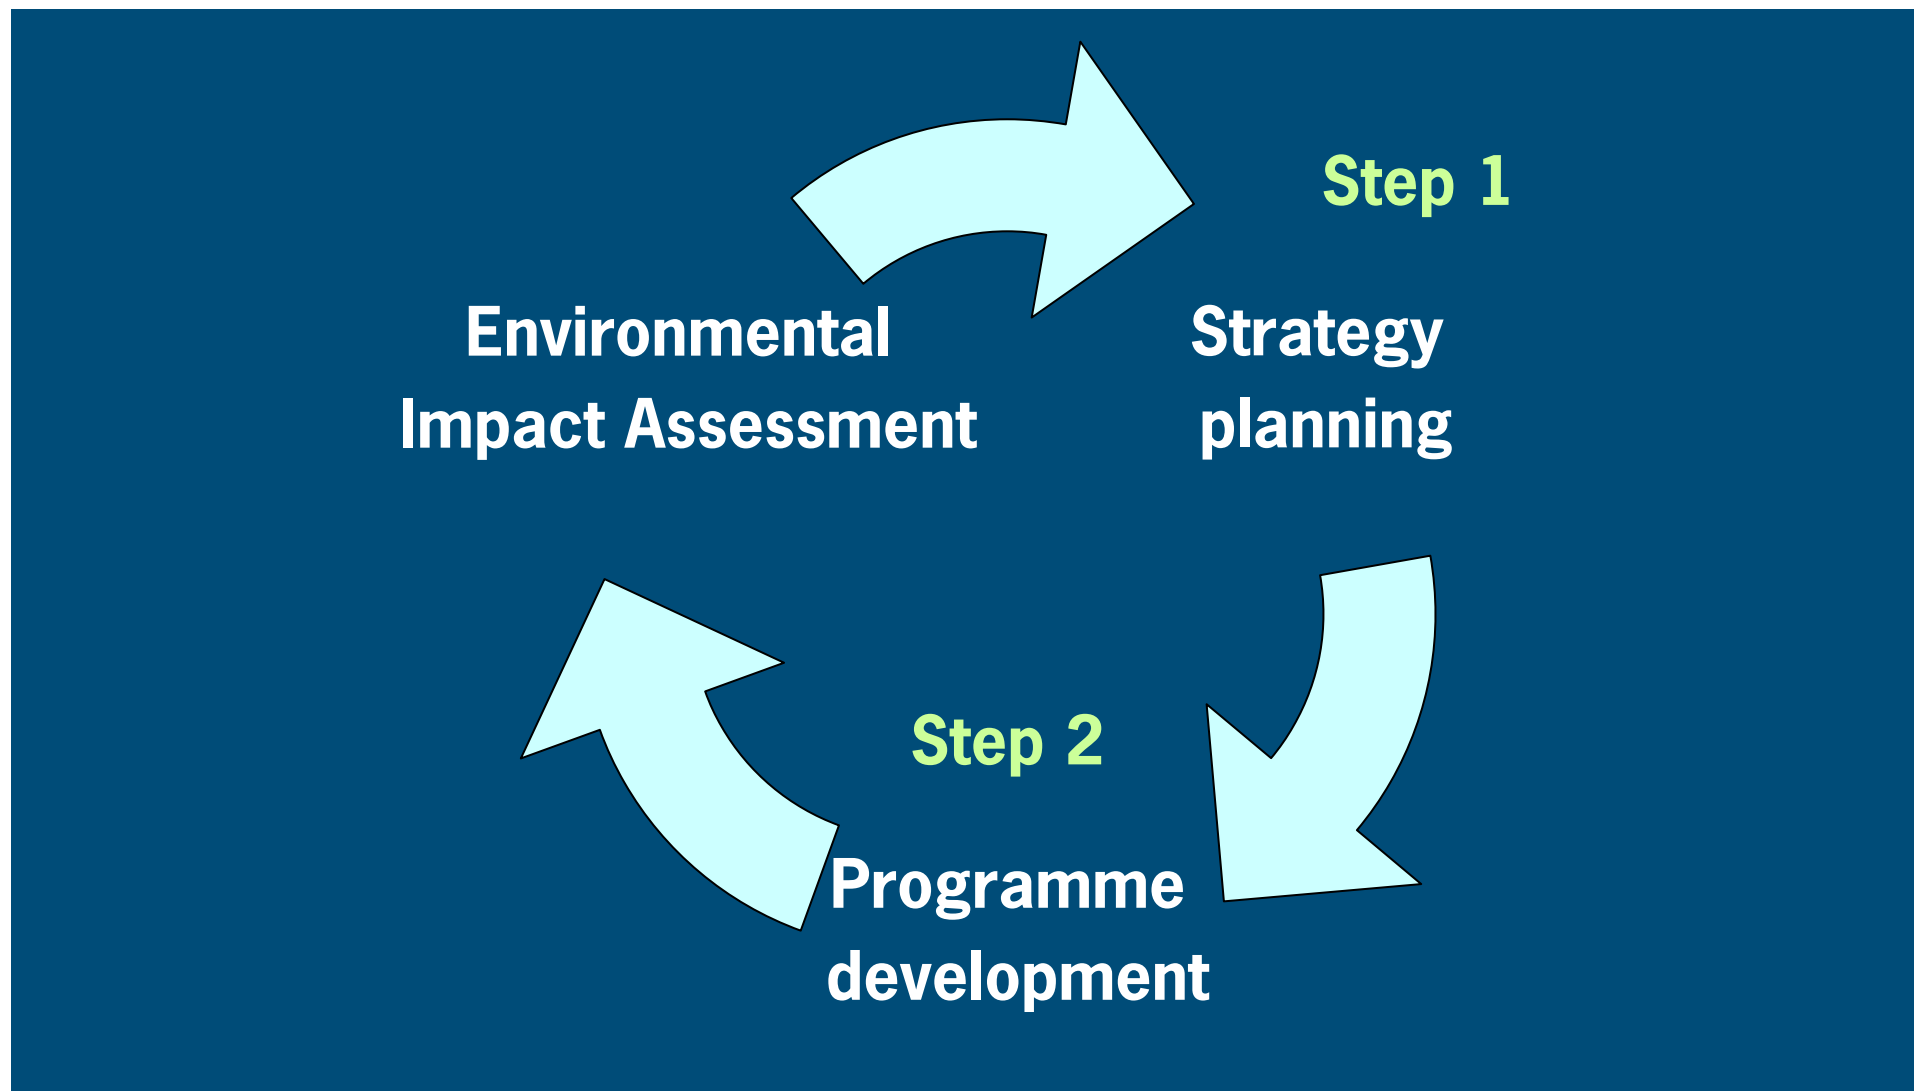 Step 1
Environmental
Impact Assessment
Strategy
planning
Step 2
Programme
development